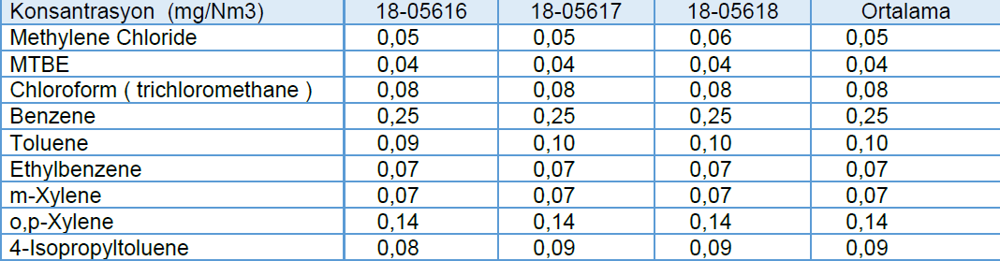 Konsantrasyon (mg/Nm3) 18-05616 18-05617 18-05618 Ortalama
Methylene Chloride 0,05 0,05 0,06 0,05
MTBE 0,04 0,04 0,04 0,04
Chloroform ( trichloromethane ) 0,08 0,08 0,08 0,08
Benzene 0,25 0,25 0,25 0,25
Toluene 0,09 0,10 0,10 0,10
Ethylbenzene 0,07 0,07 0,07 0,07
m-Xylene 0,07 0,07 0,07 0,07
o,p-Xylene 0,14 0,14 0,14 0,14
4-Isopropyltoluene 0,08 0,09 0,09 0,09